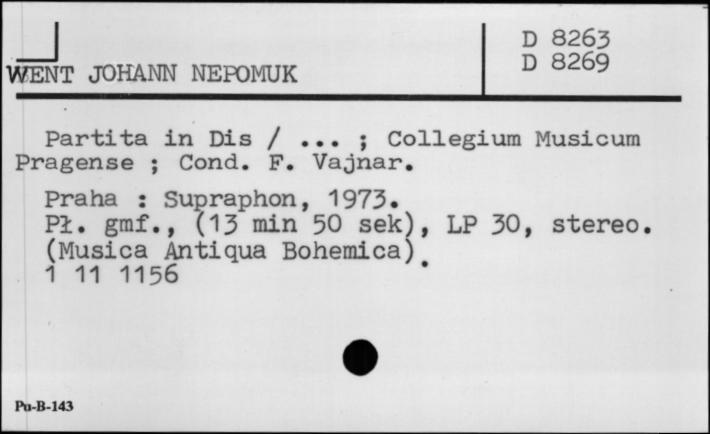 D 8263
D 8269
WENT JOHANN NEPOMUK
Partita in Dis / ... ; Collegium Musicum
Pragense ; Cond. F. Vajnar.
Praha : Supraphon, 1973.
Pł. gmf., (13 min 50 sek), LP 30, stereo.
(Musica Antiqua Bohemica).
1 11 1156
Pu-B-143